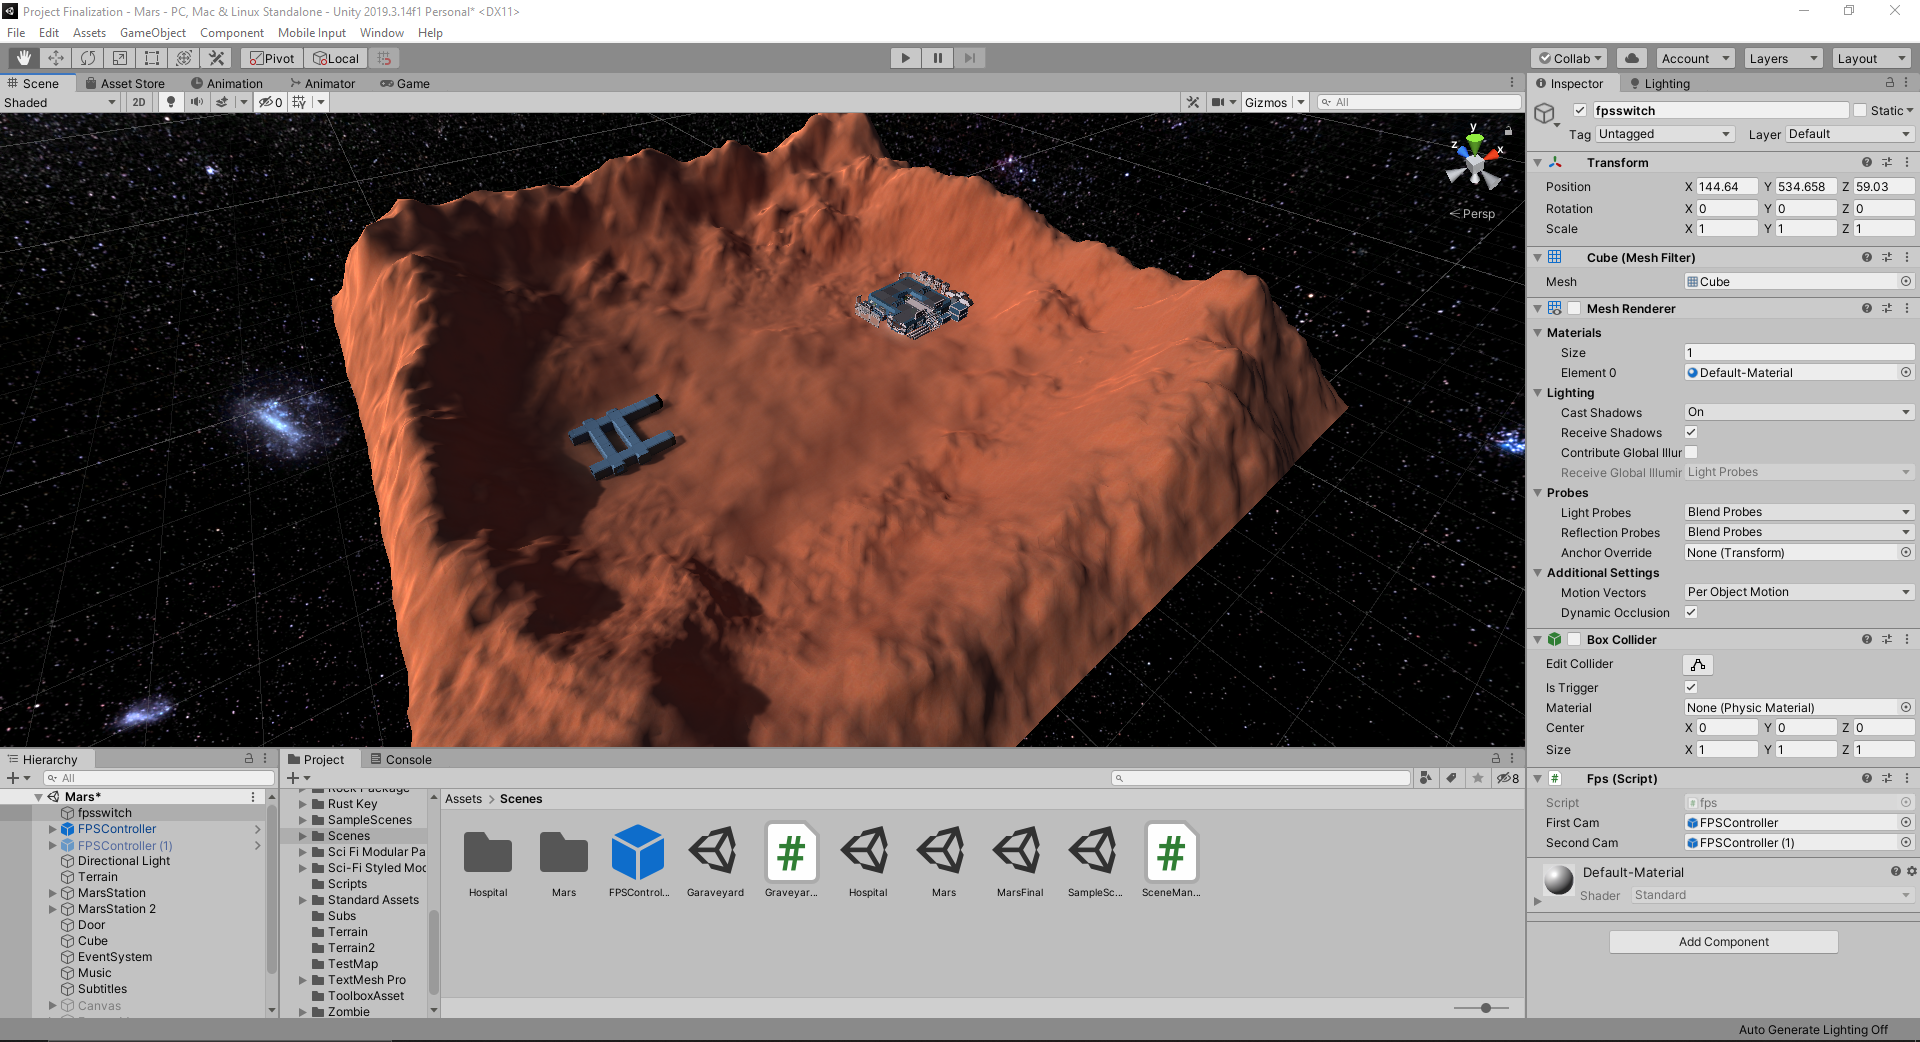 Project Finalization - Mars - PC, Mac & Linux Standalone - Unity 2019.3.14f1 Personal* <DX11>
File Edit Assets GameObject Component Mobile Input Window Help
Pivot Local Collab Account Layers Layout
Scene Asset Store Animation Animator Game
Shaded 2D 0 Gizmos All
y
z x
Persp
Inspector Lighting
fpsswitch Static
Tag Untagged Layer Default
Transform
Position X 144.64 Y 534.658 Z 59.03
Rotation X 0 Y 0 Z 0
Scale X 1 Y 1 Z 1
Cube (Mesh Filter)
Mesh Cube
Mesh Renderer
Materials
Size 1
Element 0 Default-Material
Lighting
Cast Shadows On
Receive Shadows
Contribute Global Illur
Receive Global Illumir Light Probes
Probes
Light Probes Blend Probes
Reflection Probes Blend Probes
Anchor Override None (Transform)
Additional Settings
Motion Vectors Per Object Motion
Dynamic Occlusion
Box Collider
Edit Collider
Is Trigger
Material None (Physic Material)
Center X 0 Y 0 Z 0
Size X 1 Y 1 Z 1
# Fps (Script)
Script fps
First Cam FPSController
Second Cam FPSController (1)
Default-Material
Shader Standard
Add Component
Hierarchy
+ All
Mars*
fpsswitch
FPSController
FPSController (1)
Directional Light
Terrain
MarsStation
MarsStation 2
Door
Cube
EventSystem
Music
Subtitles
Canvas
Project Console
+ 8
Rock Package
Rust Key
SampleScenes
Scenes
Sci Fi Modular Pa
Sci-Fi Styled Moc
Scripts
Standard Assets
Subs
Terrain
Terrain2
TestMap
TextMesh Pro
ToolboxAsset
Zombie
Assets > Scenes
# #
Hospital Mars FPSControl... Garaveyard Graveyar... Hospital Mars MarsFinal SampleSc... SceneMan...
Auto Generate Lighting Off